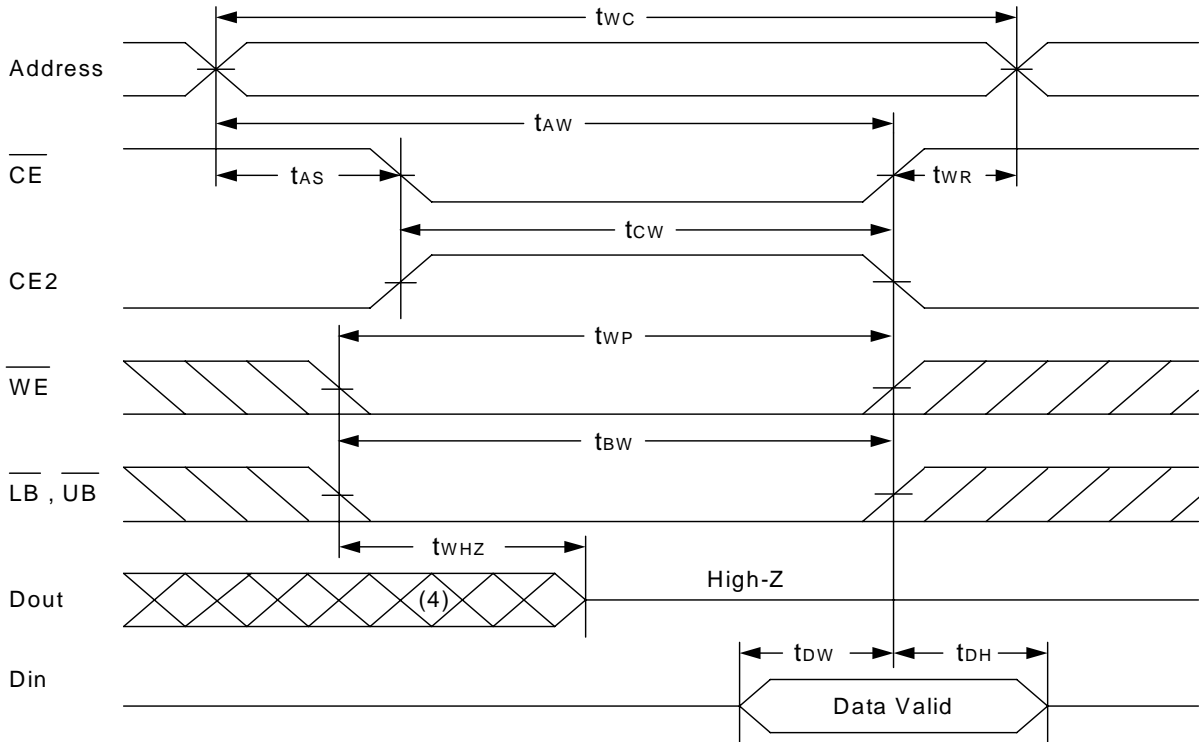 tWC
Address
tAW
CE
tAS
tWR
tCW
CE2
tWP
WE
tBW
LB , UB
tWHZ
High-Z
Dout
(4)
tDW
tDH
Din
Data Valid